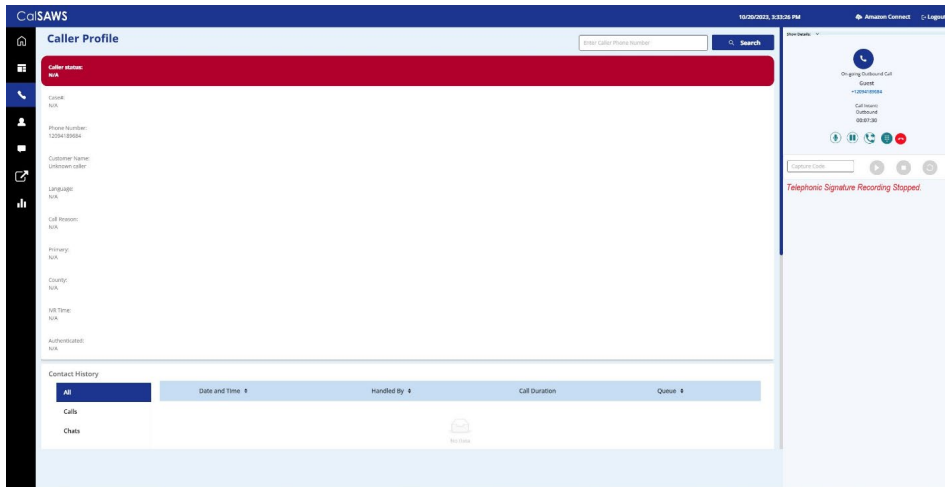 CalSAWS
10/20/2023, 3:33:26 PM
Amazon Connect
Logout
Caller Profile
Enter Caller Phone Number
Search
Caller status:
N/A
Case#:
N/A
Phone Number:
12094189694
Customer Name:
Unknown caller
Language:
N/A
Call Reason:
N/A
Primary:
N/A
County:
N/A
IVR Time:
N/A
Authenticated:
N/A
Contact History
All
Calls
Chats
Date and Time
Handled By
Call Duration
Queue
No Data
Show Details
On-going Outbound Call
Guest
Call Intent:
Outbound
00:07:30
Capture Code
Telephonic Signature Recording Stopped.